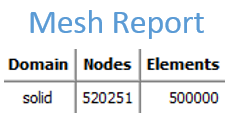 Mesh Report
Domain Nodes Elements
solid 520251 500000